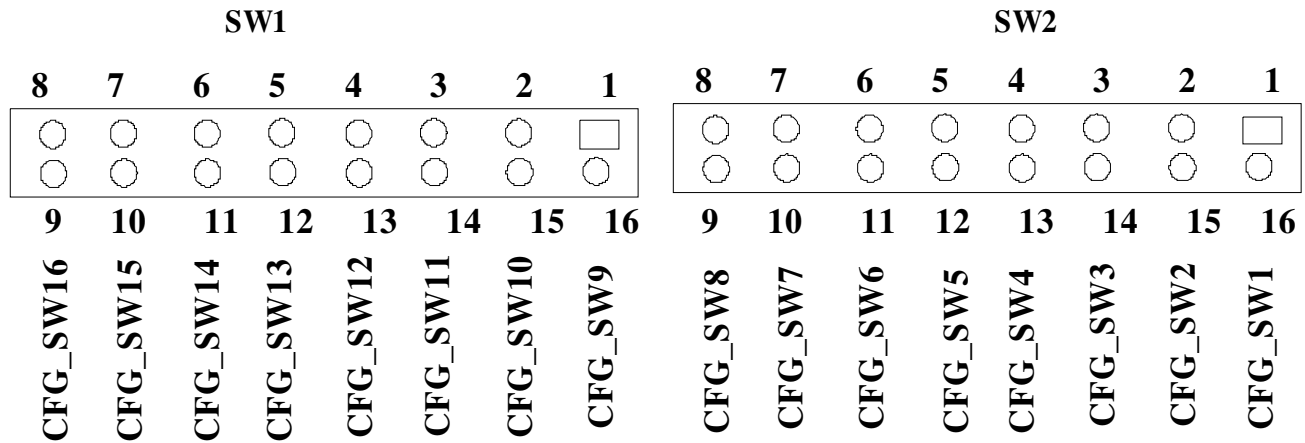 SW1
8 7 6 5 4 3 2 1
9 10 11 12 13 14 15 16
CFG_SW16
CFG_SW15
CFG_SW14
CFG_SW13
CFG_SW12
CFG_SW11
CFG_SW10
CFG_SW9
SW2
8 7 6 5 4 3 2 1
9 10 11 12 13 14 15 16
CFG_SW8
CFG_SW7
CFG_SW6
CFG_SW5
CFG_SW4
CFG_SW3
CFG_SW2
CFG_SW1